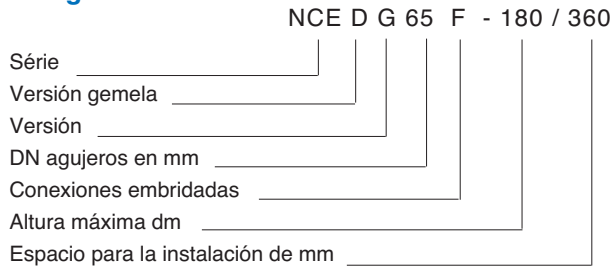 NCE D G 65 F - 180 / 360
Série
Versión gemela
Versión
DN agujeros en mm
Conexiones embridadas
Altura máxima dm
Espacio para la instalación de mm